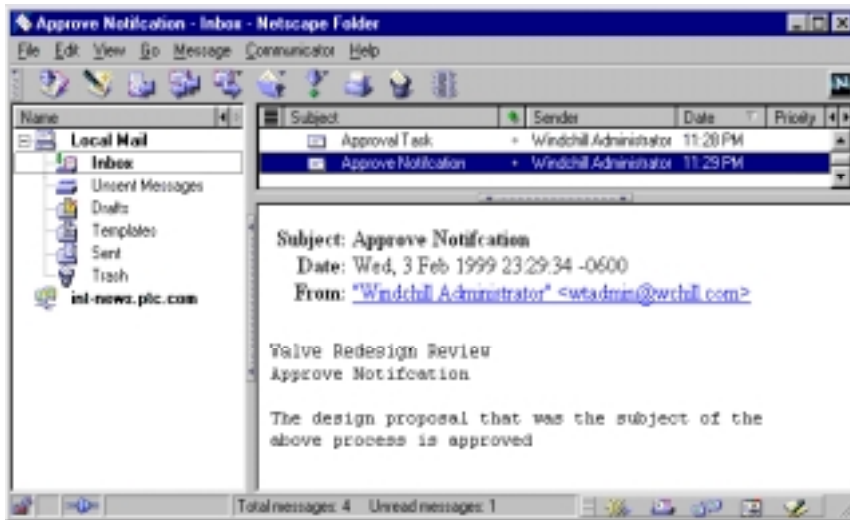 Approve Notifcation - Inbox - Netscape Folder
File Edit View Go Message Communicator Help
Name
Subject Sender Date Priority
Local Mail
Inbox
Unsent Messages
Drafts
Templates
Sent
Trash
int-news.ptc.com
Approval Task Windchill Administrator 11:28 PM
Approve Notifcation Windchill Administrator 11:29 PM
Subject: Approve Notifcation
Date: Wed, 3 Feb 1999 23:29:34 -0600
From: "Windchill Administrator" <wtadmin@wrchill.com>
Valve Redesign Review
Approve Notifcation
The design proposal that was the subject of the
above process is approved
Total messages: 4 Unread messages: 1
N